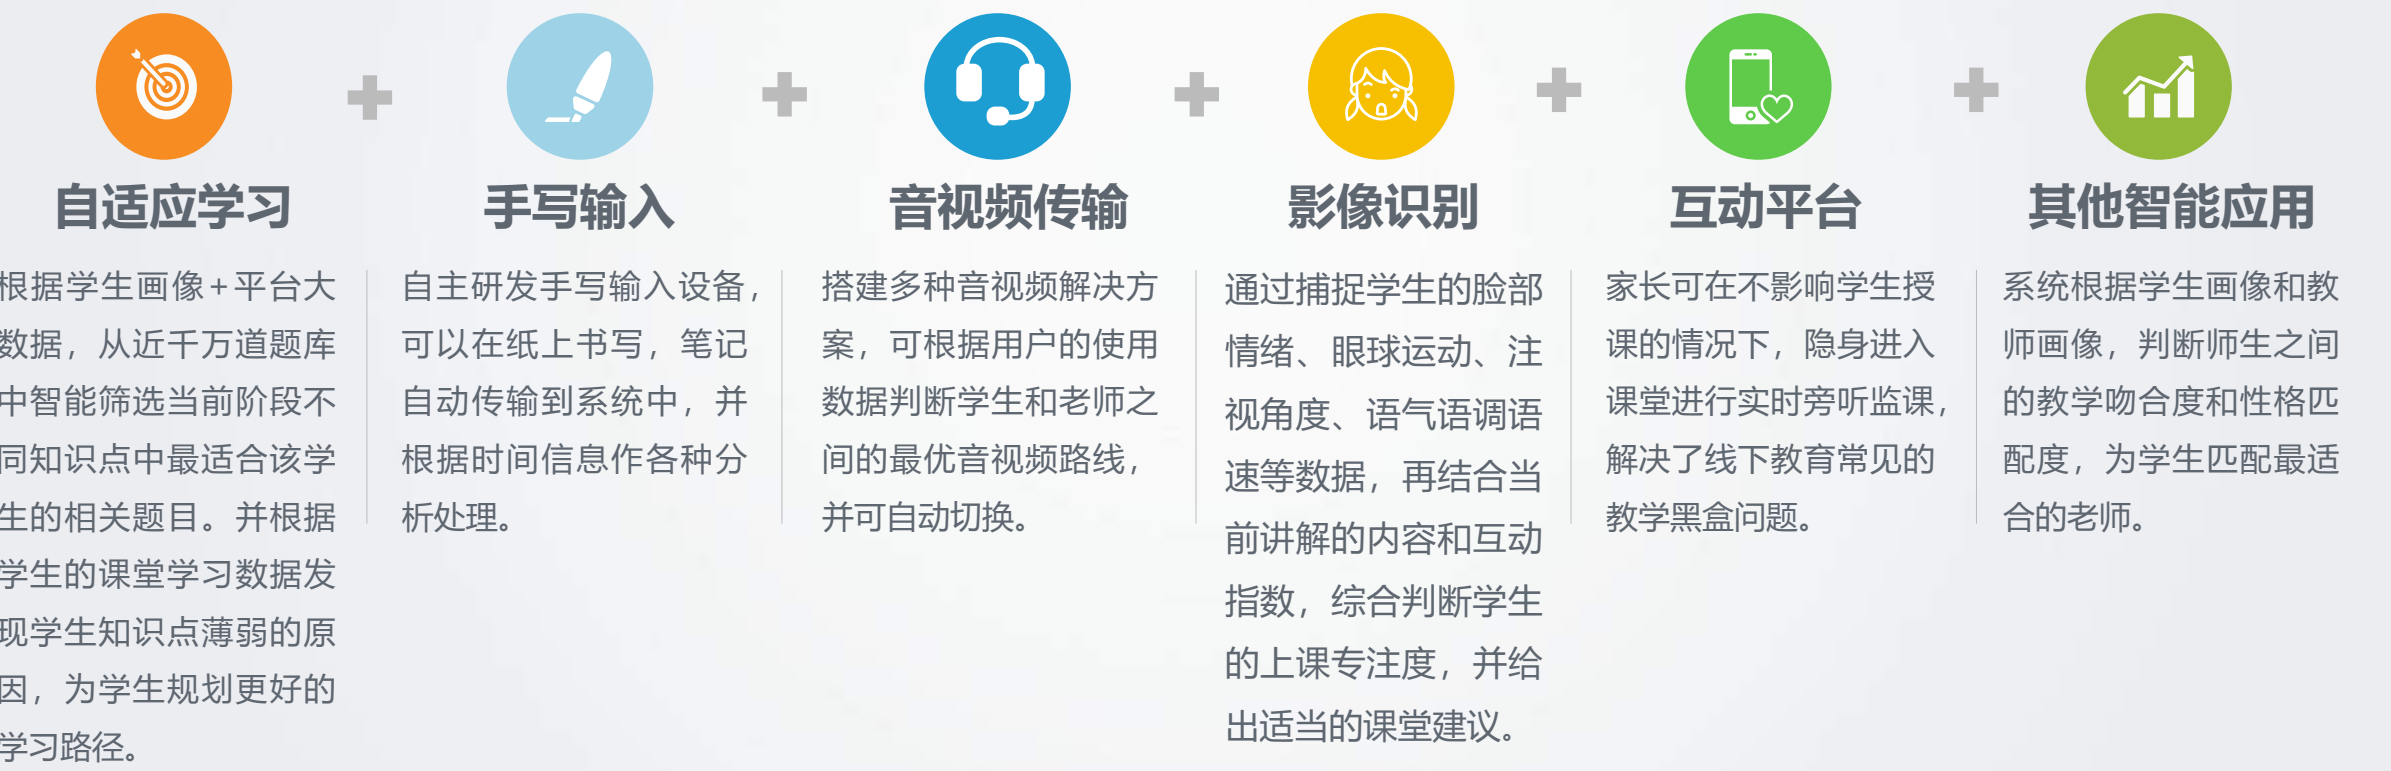 自适应学习
根据学生画像+平台大
数据，从近千万道题库
中智能筛选当前阶段不
同知识点中最适合该学
生的相关题目。并根据
学生的课堂学习数据发
现学生知识点薄弱的原
因，为学生规划更好的
学习路径。
手写输入
自主研发手写输入设备，
可以在纸上书写，笔记
自动传输到系统中，并
根据时间信息作各种分
析处理。
音视频传输
搭建多种音视频解决方
案，可根据用户的使用
数据判断学生和老师之
间的最优音视频路线，
并可自动切换。
影像识别
通过捕捉学生的脸部
情绪、眼球运动、注
视角度、语气语调语
速等数据，再结合当
前讲解的内容和互动
指数，综合判断学生
的上课专注度，并给
出适当的课堂建议。
互动平台
家长可在不影响学生授
课的情况下，隐身进入
课堂进行实时旁听监课，
解决了线下教育常见的
教学黑盒问题。
其他智能应用
系统根据学生画像和教
师画像，判断师生之间
的教学吻合度和性格匹
配度，为学生匹配最适
合的老师。